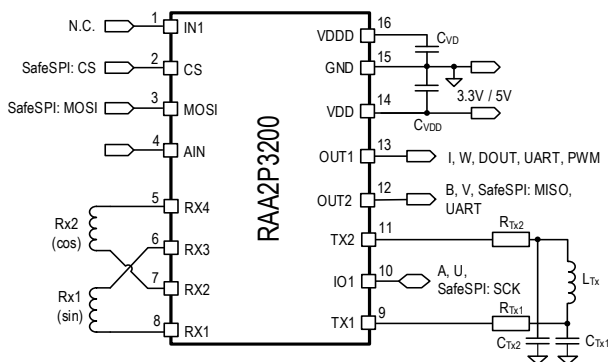 N.C.
1
IN1
SafeSPI: CS
2
CS
SafeSPI: MOSI
3
MOSI
4
AIN
Rx2
(cos)
5
RX4
6
RX3
7
RX2
Rx1
(sin)
8
RX1
RAA2P3200
VDDD
16
CVD
GND
15
3.3V / 5V
VDD
14
CVDD
OUT1
13
I, W, DOUT, UART, PWM
OUT2
12
B, V, SafeSPI: MISO,
UART
TX2
11
RTx2
IO1
10
A, U,
SafeSPI: SCK
LTx
TX1
9
RTx1
CTx2
CTx1